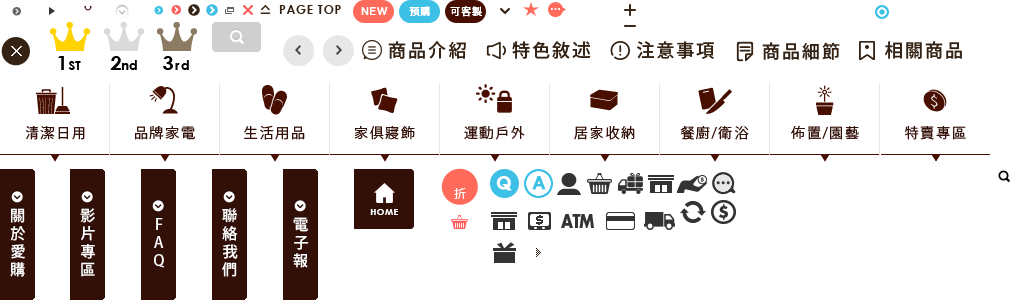 PAGE TOP
NEW
預購
可客製
1ST
2nd
3rd
商品介紹
特色敘述
注意事項
商品細節
相關商品
清潔日用
品牌家電
生活用品
家俱寢飾
運動戶外
居家收納
餐廚/衛浴
佈置/園藝
特賣專區
關於愛購
影片專區
FAQ
聯絡我們
電子報
HOME
折
Q
A
ATM